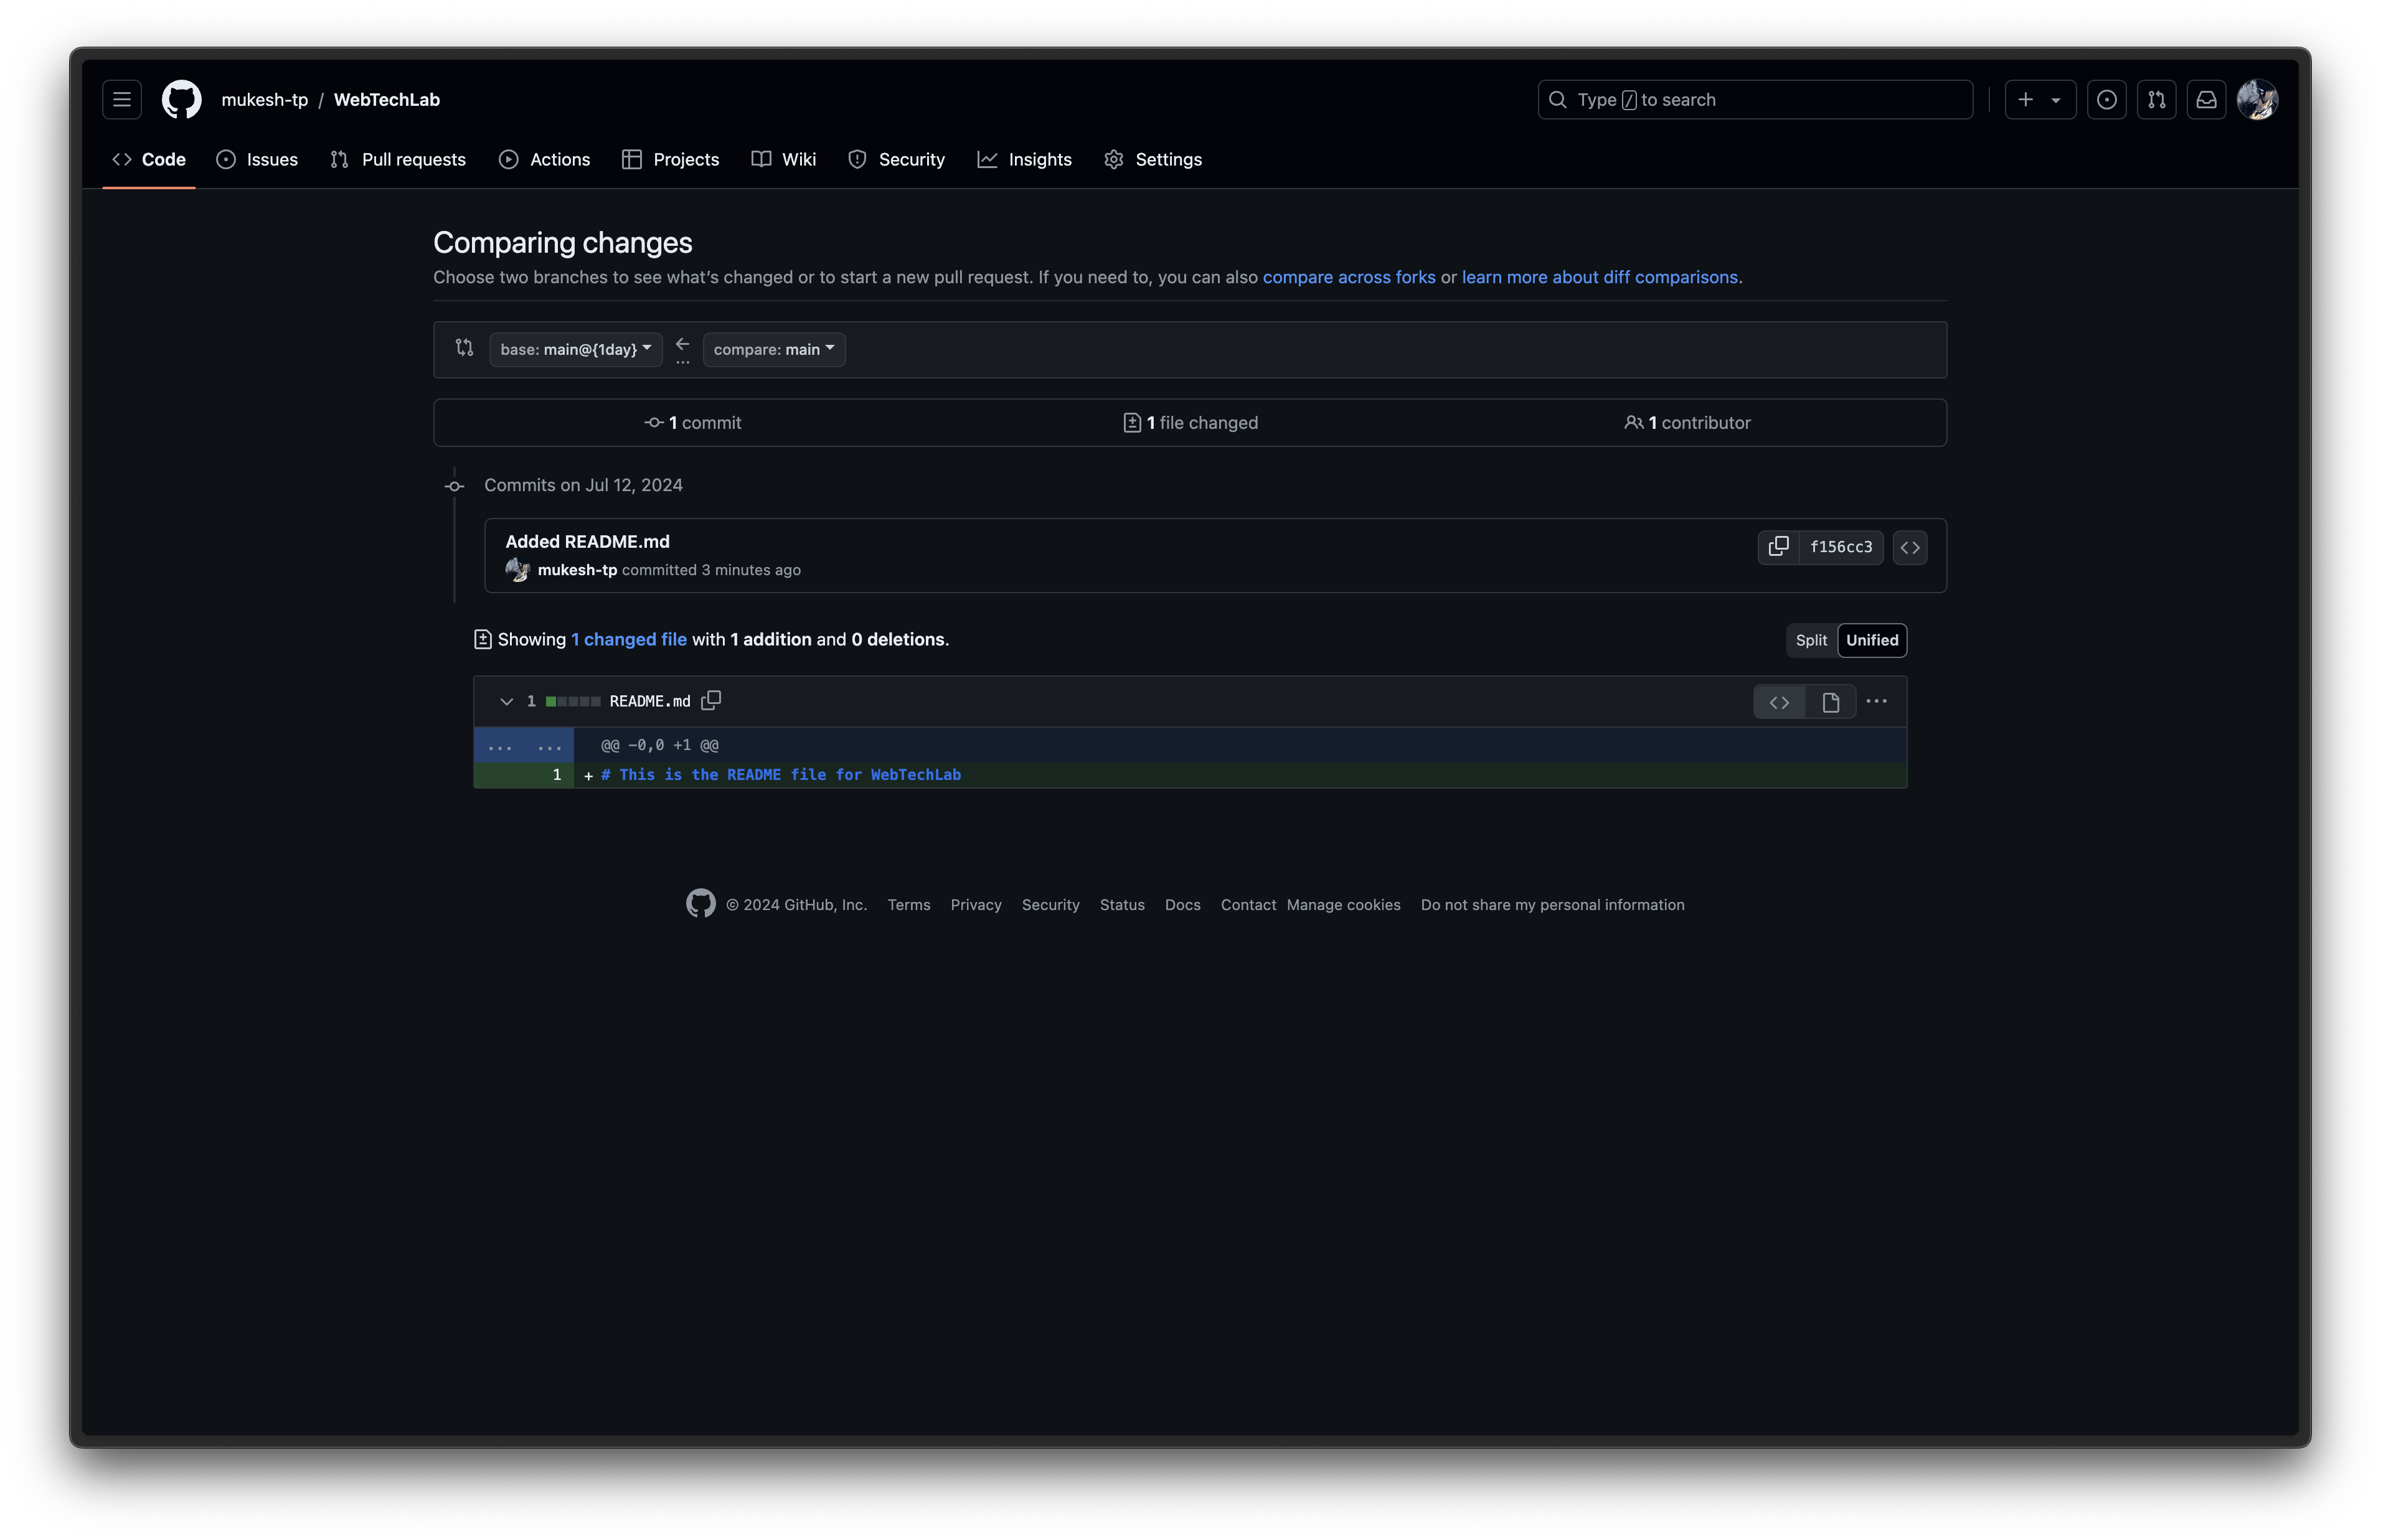 mukesh-tp / WebTechLab
Type / to search
Code Issues Pull requests Actions Projects Wiki Security Insights Settings
Comparing changes
Choose two branches to see what's changed or to start a new pull request. If you need to, you can also compare across forks or learn more about diff comparisons.
base: main@{1day} ... compare: main
1 commit 1 file changed 1 contributor
Commits on Jul 12, 2024
Added README.md
f156cc3
mukesh-tp committed 3 minutes ago
Showing 1 changed file with 1 addition and 0 deletions.
Split Unified
1 README.md
... ... @@ -0,0 +1 @@
1 + # This is the README file for WebTechLab
© 2024 GitHub, Inc. Terms Privacy Security Status Docs Contact Manage cookies Do not share my personal information